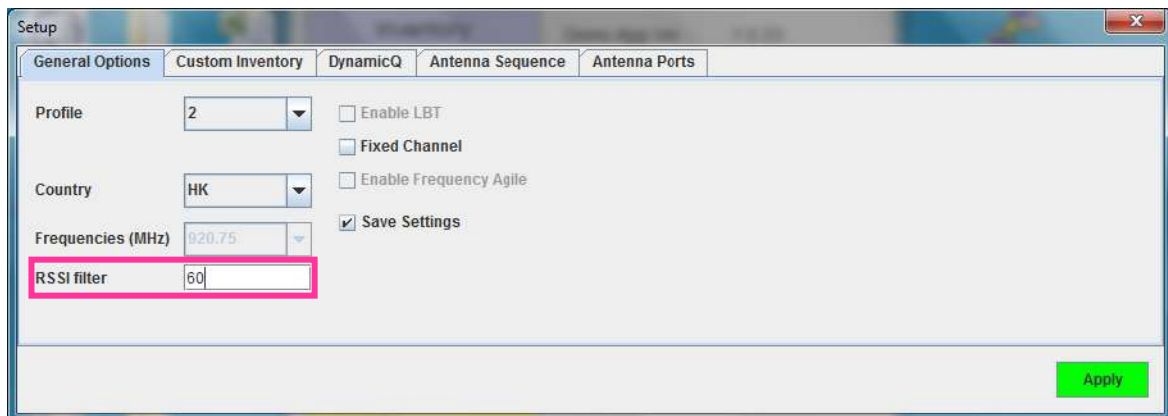 Setup
General Options Custom Inventory DynamicQ Antenna Sequence Antenna Ports
Profile 2 Enable LBT
Fixed Channel
Country HK Enable Frequency Agile
Save Settings
Frequencies (MHz) 920.75
RSSI filter 60
Apply